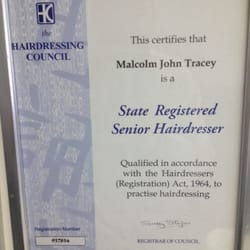 HC
the
HAIRDRESSING
COUNCIL
This certifies that
Malcolm John Tracey
is a
State Registered
Senior Hairdresser
Qualified in accordance
with the Hairdressers
(Registration) Act, 1964, to
practise hairdressing
Registration Number
REGISTRAR OF COUNCIL